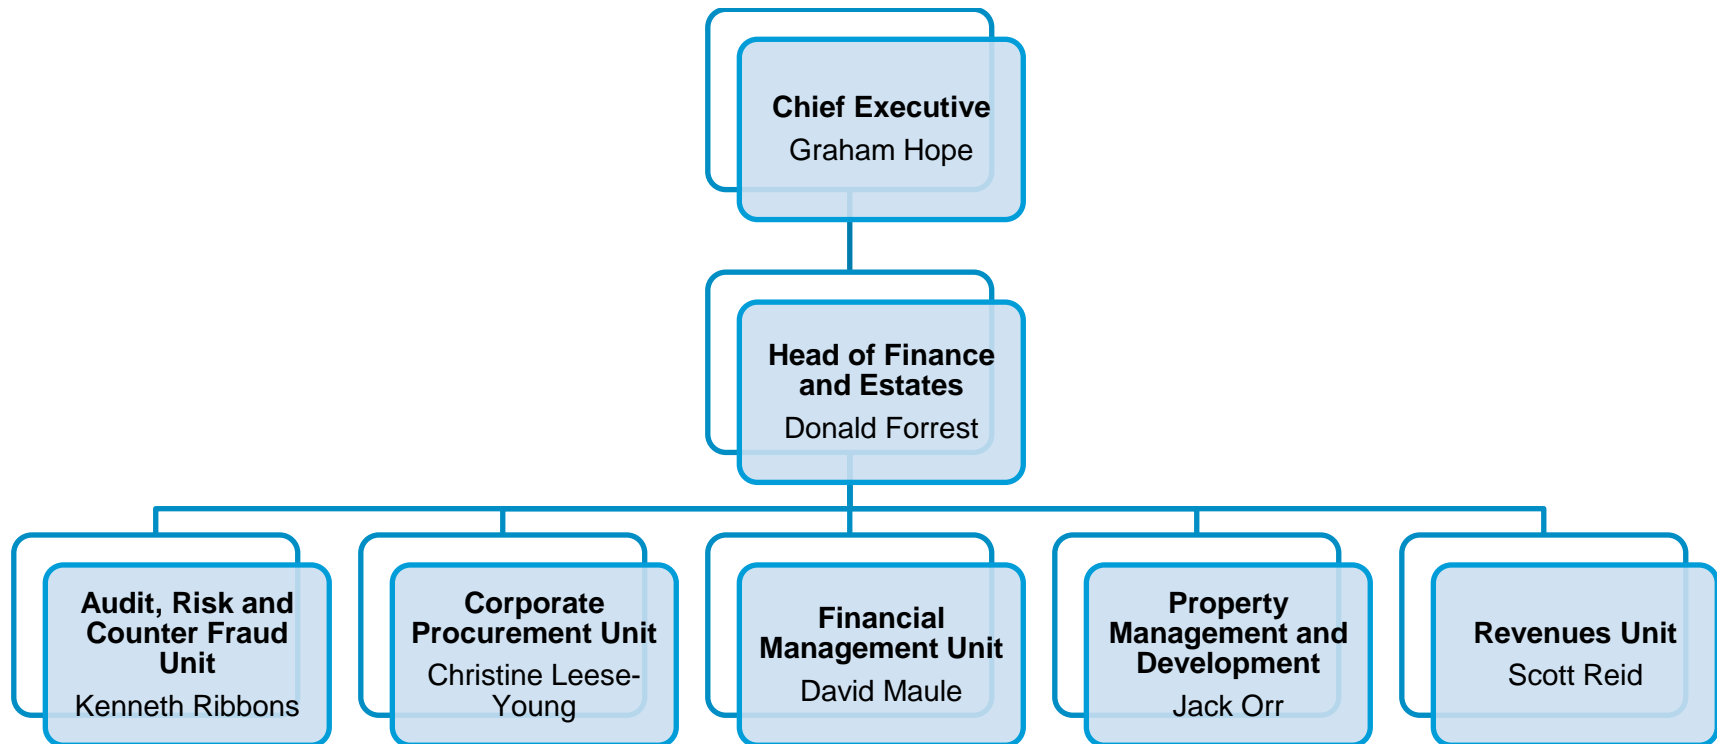 Chief Executive
Graham Hope
Head of Finance
and Estates
Donald Forrest
Audit, Risk and
Counter Fraud
Unit
Kenneth Ribbons
Corporate
Procurement Unit
Christine Leese-
Young
Financial
Management Unit
David Maule
Property
Management and
Development
Jack Orr
Revenues Unit
Scott Reid